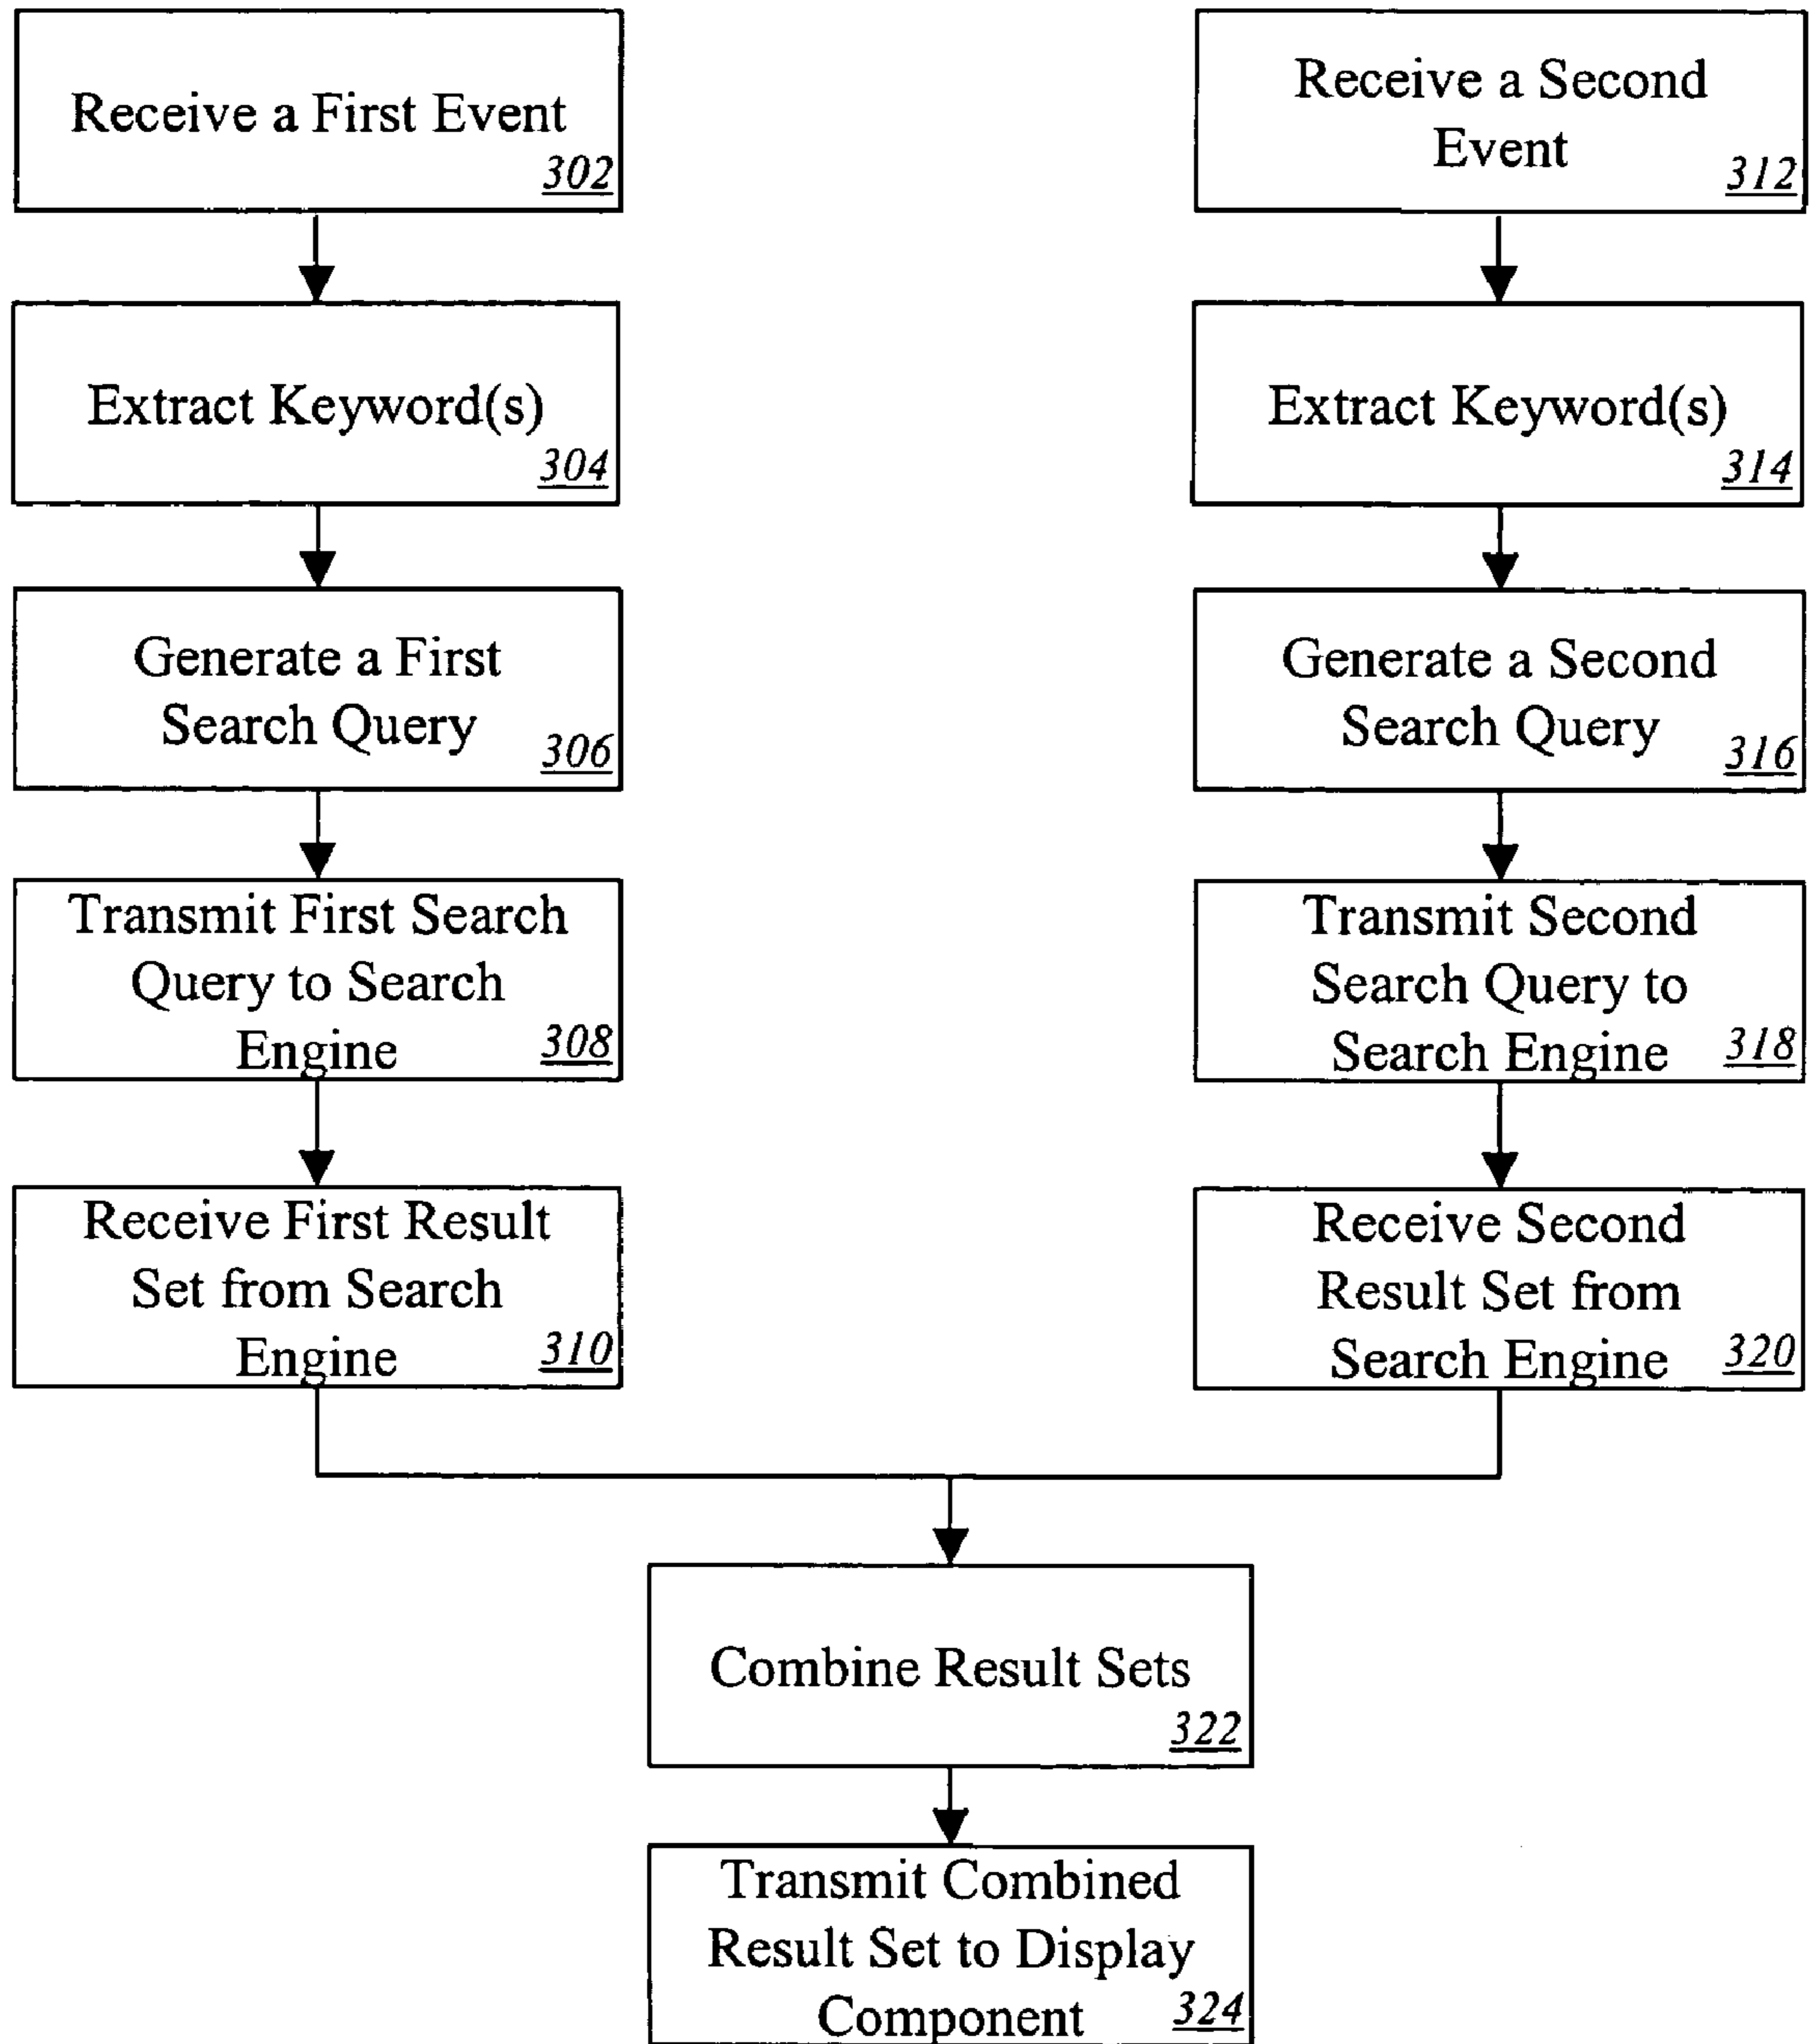 Receive a First Event
302
Extract Keyword(s)
304
Generate a First
Search Query
306
Transmit First Search
Query to Search
Engine
308
Receive First Result
Set from Search
Engine
310
Receive a Second
Event
312
Extract Keyword(s)
314
Generate a Second
Search Query
316
Transmit Second
Search Query to
Search Engine
318
Receive Second
Result Set from
Search Engine
320
Combine Result Sets
322
Transmit Combined
Result Set to Display
Component
324